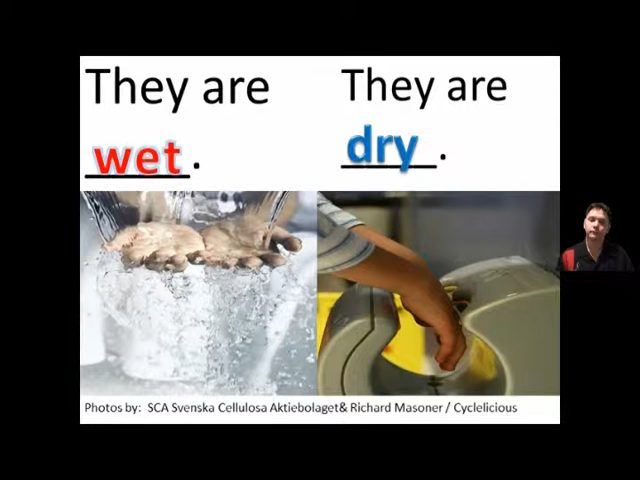 They are
wet.
They are
dry.
Photos by: SCA Svenska Cellulosa Aktiebolaget& Richard Masoner / Cyclelicious